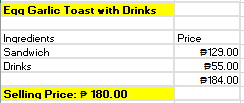 Egg Garlic Toast with Drinks
Ingredients Price
Sandwich ₱129.00
Drinks ₱55.00
₱184.00
Selling Price: ₱ 180.00